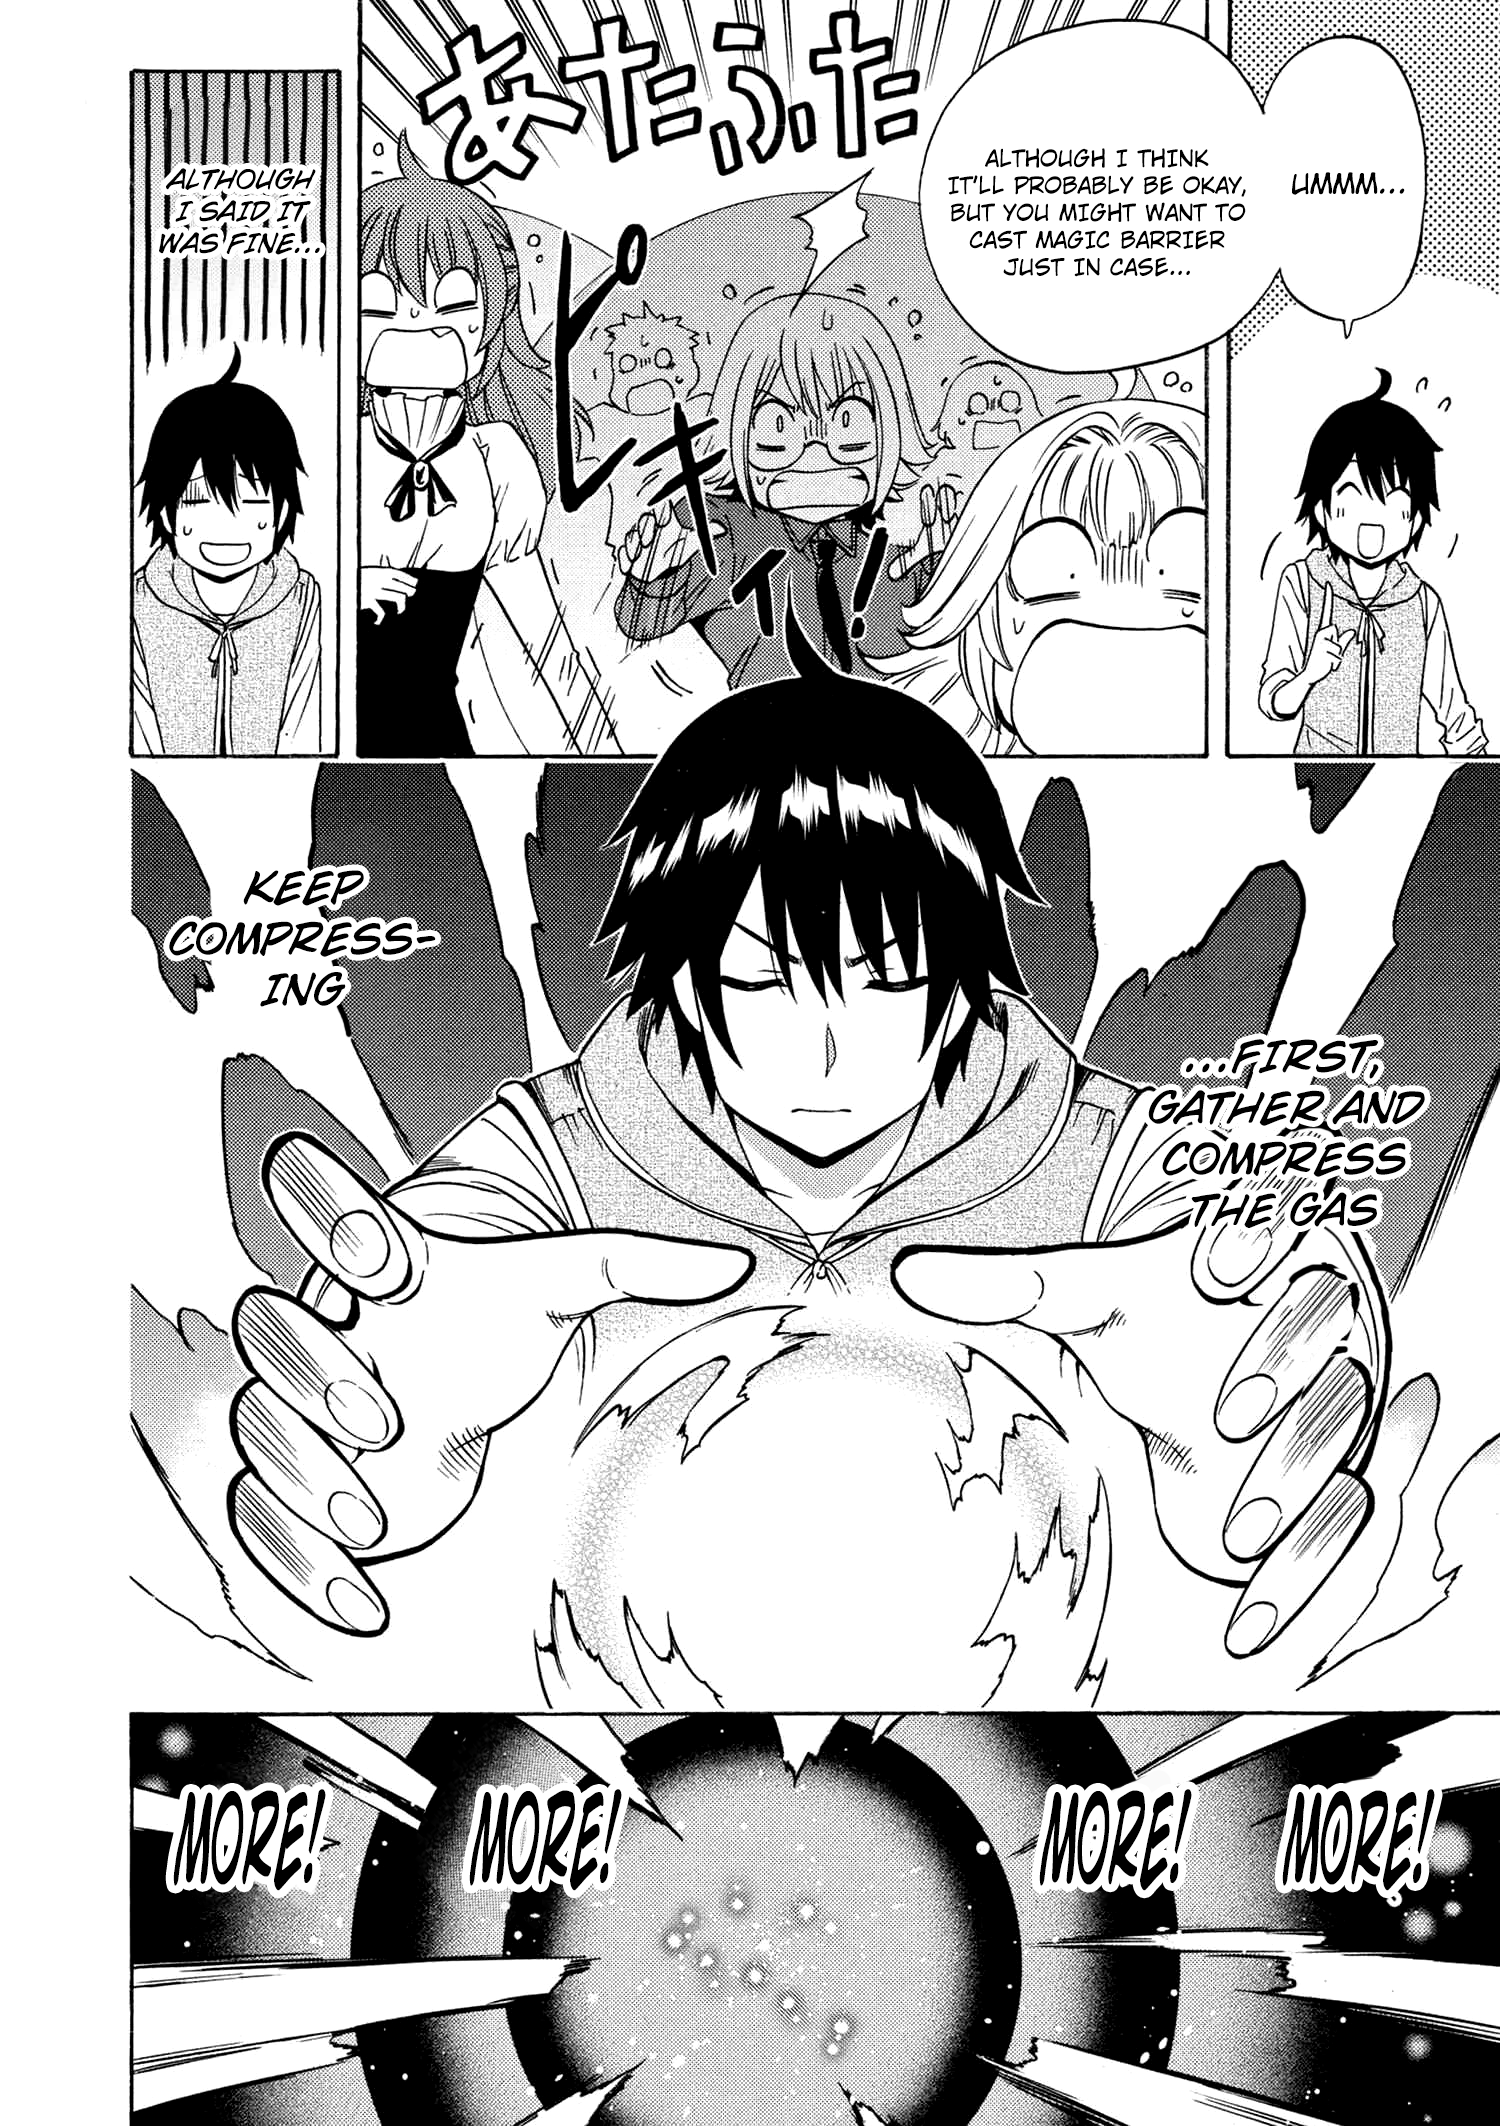 UMMM...
ALTHOUGH I THINK
IT'LL PROBABLY BE OKAY,
BUT YOU MIGHT WANT TO
CAST MAGIC BARRIER
JUST IN CASE...
あたふた
ピキィ!
ALTHOUGH
I SAID IT
WAS FINE...
...FIRST,
GATHER AND
COMPRESS
THE GAS
KEEP
COMPRESS-
ING
MORE!
MORE!
MORE!
MORE!